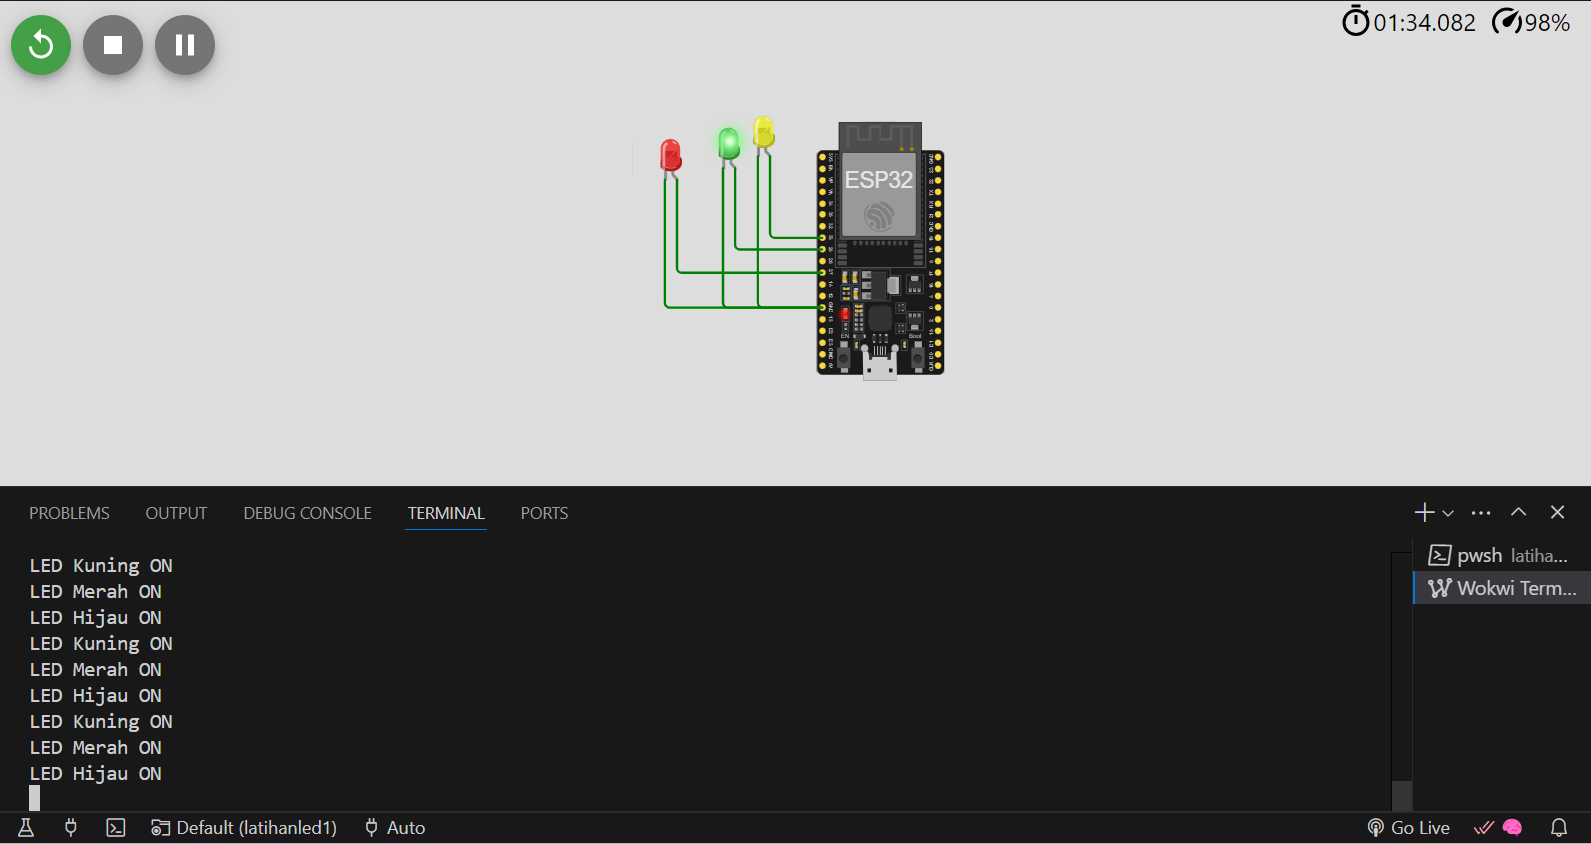 01:34.082 98%
ESP32
EN
Boot
PROBLEMS OUTPUT DEBUG CONSOLE TERMINAL PORTS
LED Kuning ON
LED Merah ON
LED Hijau ON
LED Kuning ON
LED Merah ON
LED Hijau ON
LED Kuning ON
LED Merah ON
LED Hijau ON
pwsh latiha...
Wokwi Term...
Default (latihanled1) Auto Go Live